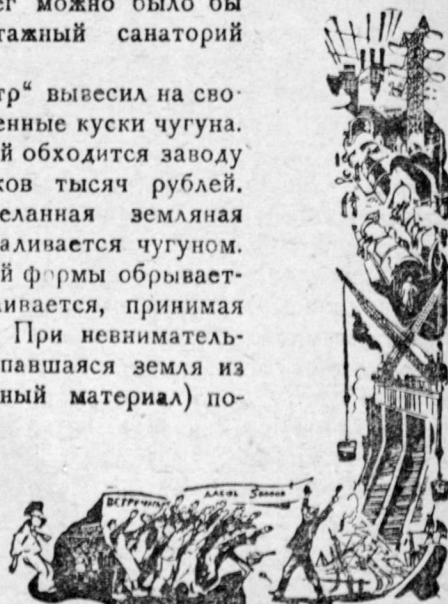 ег можно было бы
тажный санаторий
тр“ вывесил на сво-
енные куски чугуна.
й обходится заводу
ков тысяч рублей.
еланная земляная
аливается чугуном.
й формы обрывает-
ивается, принимая
При невниматель-
павшаяся земля из
ный материал) по-
ДАЕШЬ